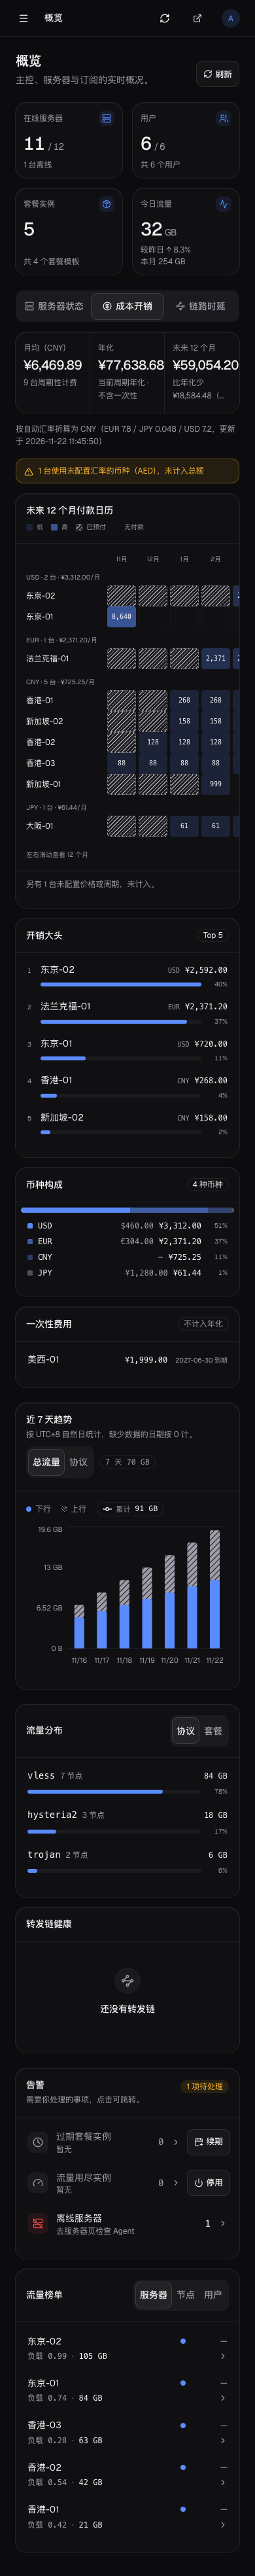 概览
A
概览
主控、服务器与订阅的实时概况。
刷新
在线服务器
11 / 12
1 台离线
用户
6 / 6
共 6 个用户
套餐实例
5
共 4 个套餐模板
今日流量
32 GB
较昨日 ↑ 8.3%
本月 254 GB
服务器状态
成本开销
链路时延
月均（CNY）
¥6,469.89
9 台周期性计费
年化
¥77,638.68
当前周期年化 ·
不含一次性
未来 12 个月
¥59,054.20
比年化少
¥18,584.48（…
按自动汇率折算为 CNY（EUR 7.8 / JPY 0.048 / USD 7.2，更新
于 2026-11-22 11:45:50）
1 台使用未配置汇率的币种（AED），未计入总额
未来 12 个月付款日历
低
高
已预付
无付款
11月 12月 1月 2月
USD · 2 台 · ¥3,312.00/月
东京-02
东京-01 8,640
EUR · 1 台 · ¥2,371.20/月
法兰克福-01 2,371
CNY · 5 台 · ¥725.25/月
香港-01 268 268
新加坡-02 158 158
香港-02 128 128 128
香港-03 88 88 88 88
新加坡-01 999
JPY · 1 台 · ¥61.44/月
大阪-01 61 61
左右滑动查看 12 个月
另有 1 台未配置价格或周期，未计入。
开销大头
Top 5
1 东京-02 USD ¥2,592.00
40%
2 法兰克福-01 EUR ¥2,371.20
37%
3 东京-01 USD ¥720.00
11%
4 香港-01 CNY ¥268.00
4%
5 新加坡-02 CNY ¥158.00
2%
币种构成
4 种币种
USD $460.00 ¥3,312.00 51%
EUR €304.00 ¥2,371.20 37%
CNY — ¥725.25 11%
JPY ¥1,280.00 ¥61.44 1%
一次性费用
不计入年化
美西-01 ¥1,999.00 2027-06-30 到期
近 7 天趋势
按 UTC+8 自然日统计，缺少数据的日期按 0 计。
总流量
协议
7 天 70 GB
下行
上行
累计 91 GB
19.6 GB
13 GB
6.52 GB
0 B
11/16 11/17 11/18 11/19 11/20 11/21 11/22
流量分布
协议
套餐
vless 7 节点 84 GB
78%
hysteria2 3 节点 18 GB
17%
trojan 2 节点 6 GB
6%
转发链健康
还没有转发链
告警
需要你处理的事项，点击可跳转。
1 项待处理
过期套餐实例
暂无
0
续期
流量用尽实例
暂无
0
停用
离线服务器
去服务器页检查 Agent
1
流量榜单
服务器
节点
用户
东京-02 —
负载 0.99 · 105 GB
东京-01 —
负载 0.74 · 84 GB
香港-03 —
负载 0.28 · 63 GB
香港-02 —
负载 0.54 · 42 GB
香港-01 —
负载 0.42 · 21 GB